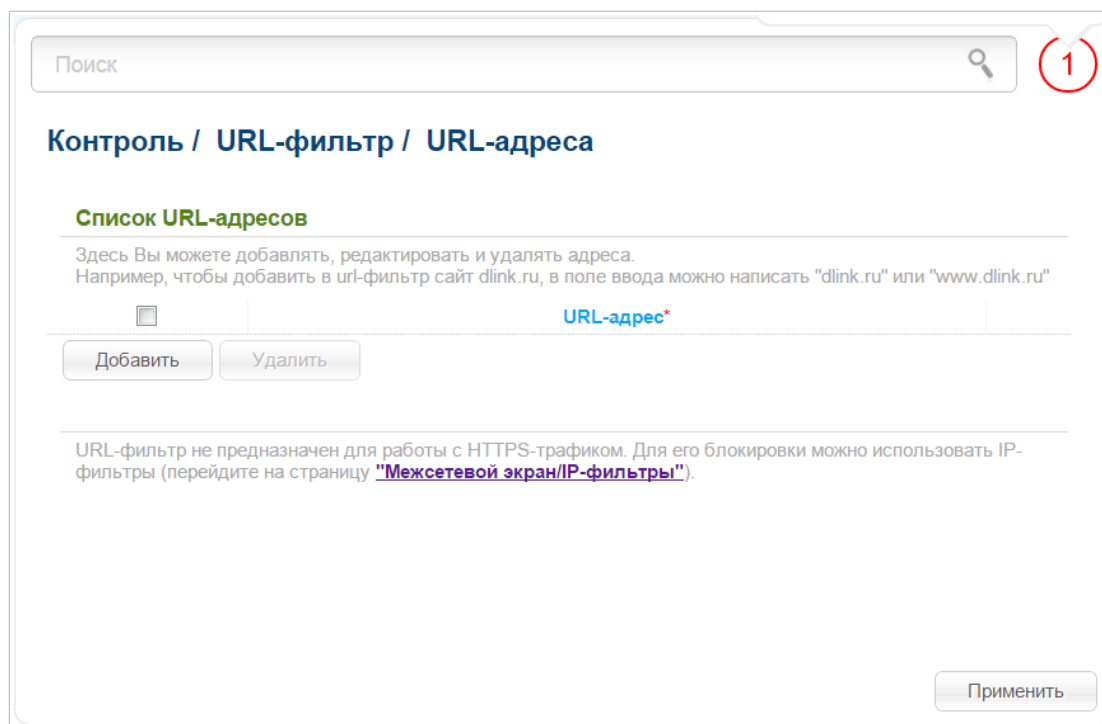 Поиск
1
Контроль / URL-фильтр / URL-адреса
Список URL-адресов
Здесь Вы можете добавлять, редактировать и удалять адреса.
Например, чтобы добавить в url-фильтр сайт dlink.ru, в поле ввода можно написать "dlink.ru" или "www.dlink.ru"
URL-адрес*
Добавить Удалить
URL-фильтр не предназначен для работы с HTTPS-трафиком. Для его блокировки можно использовать IP-
фильтры (перейдите на страницу "Межсетевой экран/IP-фильтры").
Применить